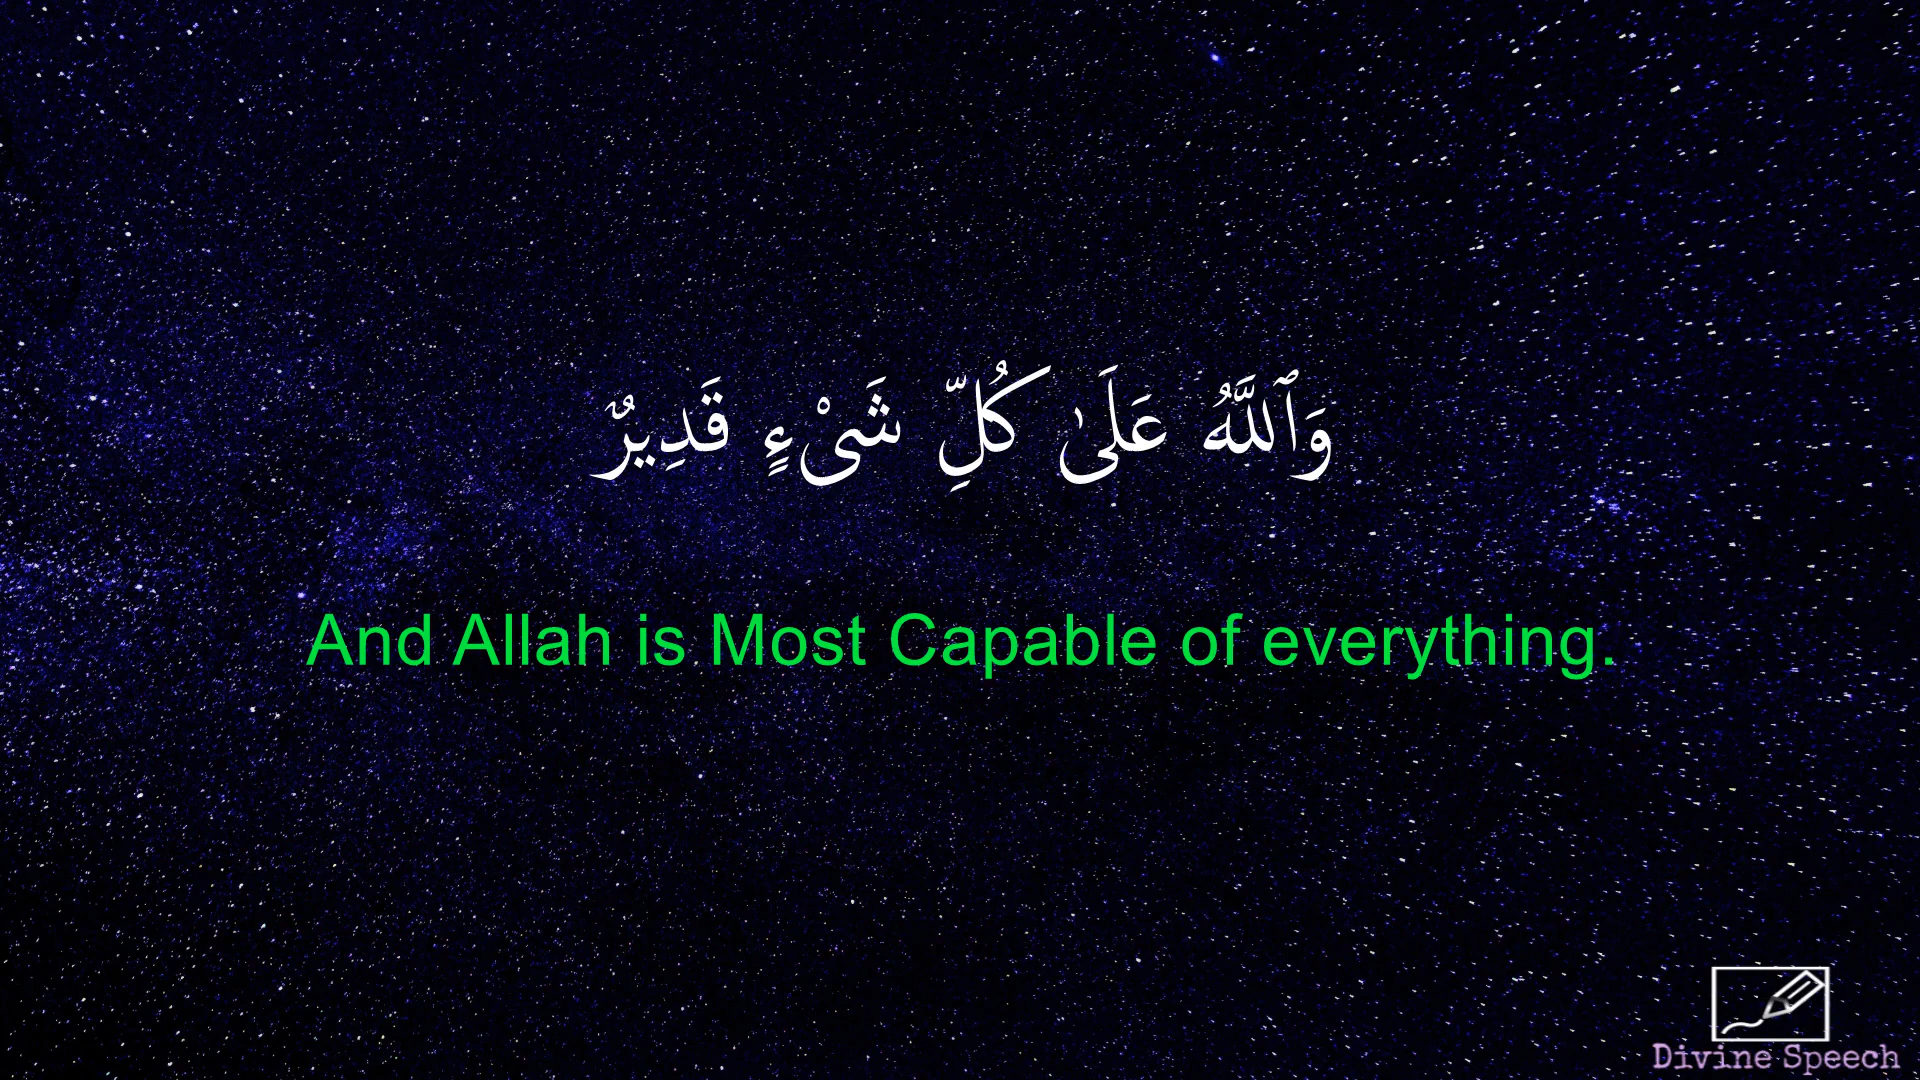 وَٱللَّهُ عَلَىٰ كُلِّ شَىْءٍ قَدِيرٌ
And Allah is Most Capable of everything.
Divine Speech